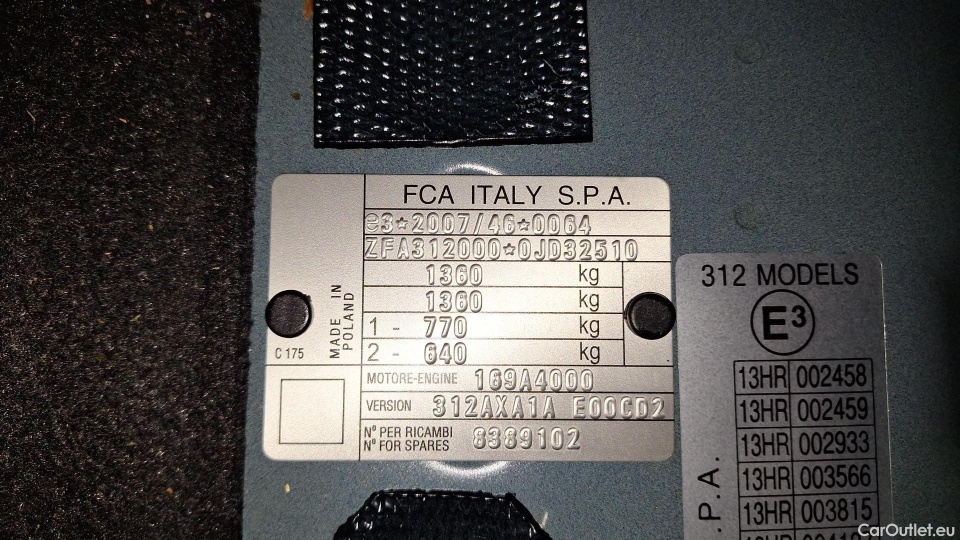 FCA ITALY S.P.A.
e3*2007/46*0064
ZFA312000*0JD32510
1360 kg
1360 kg
1 - 770 kg
2 - 640 kg
MADE IN
POLAND
C 175
MOTORE-ENGINE 169A4000
VERSION 312AXA1A E00CD2
Nº PER RICAMBI
Nº FOR SPARES 8389102
312 MODELS
E3
13HR 002458
13HR 002459
13HR 002933
13HR 003566
13HR 003815
.P.A.
CarOutlet.eu